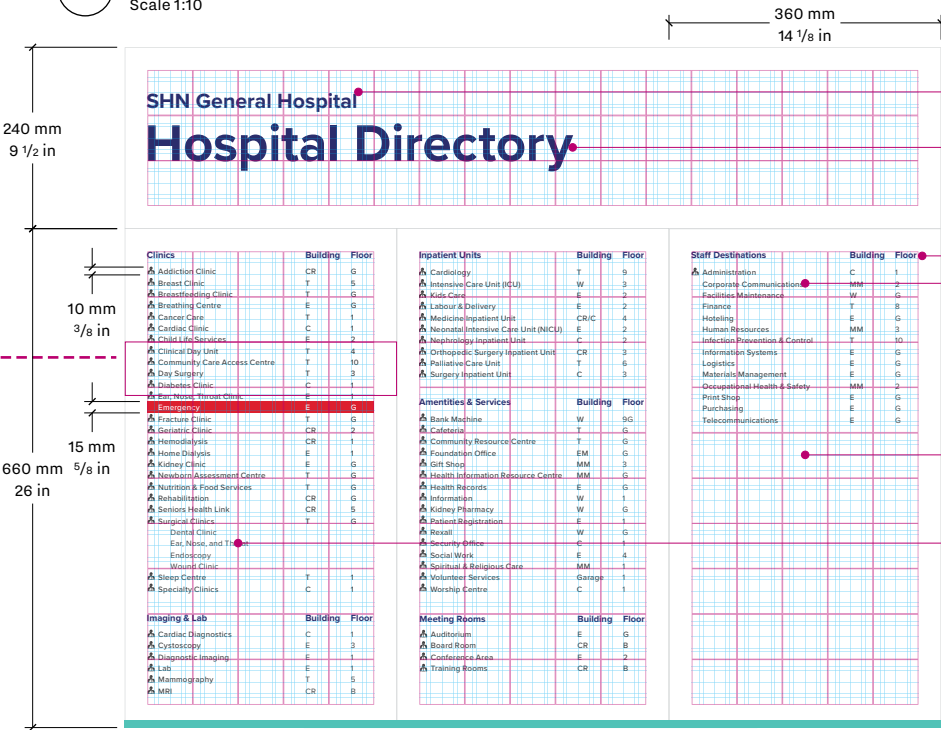 Scale 1:10
360 mm
14 1/8 in
240 mm
9 1/2 in
SHN General Hospital
Hospital Directory
10 mm
3/8 in
15 mm
5/8 in
660 mm
26 in
Clinics Building Floor
Addiction Clinic CR G
Breast Clinic T 5
Breastfeeding Clinic T G
Breathing Centre E G
Cancer Care T 1
Cardiac Clinic C 1
Child Life Services E 2
Clinical Day Unit T 4
Community Care Access Centre T 10
Day Surgery T 3
Diabetes Clinic C 1
Ear, Nose, Throat Clinic E 1
Emergency E G
Fracture Clinic T G
Geriatric Clinic CR 2
Hemodialysis CR 1
Home Dialysis E 1
Kidney Clinic E G
Newborn Assessment Centre T G
Nutrition & Food Services T G
Rehabilitation CR G
Seniors Health Link CR 5
Surgical Clinics T G
Dental Clinic
Ear, Nose, and Throat
Endoscopy
Wound Clinic
Sleep Centre T 1
Specialty Clinics C 1
Imaging & Lab Building Floor
Cardiac Diagnostics C 1
Cystoscopy E 3
Diagnostic Imaging E 1
Lab E 1
Mammography T 5
MRI CR B
Inpatient Units Building Floor
Cardiology T 9
Intensive Care Unit (ICU) W 3
Kids Care E 2
Labour & Delivery E 2
Medicine Inpatient Unit CR/C 4
Neonatal Intensive Care Unit (NICU) E 2
Nephrology Inpatient Unit C 2
Orthopedic Surgery Inpatient Unit CR 3
Palliative Care Unit T 6
Surgery Inpatient Unit C 3
Amentities & Services Building Floor
Bank Machine W 9G
Cafeteria T G
Community Resource Centre T G
Foundation Office EM G
Gift Shop MM 3
Health Information Resource Centre MM G
Health Records E G
Information W 1
Kidney Pharmacy W G
Patient Registration E 1
Rexall W G
Security Office C 1
Social Work E 4
Spiritual & Religious Care MM 1
Volunteer Services Garage 1
Worship Centre C 1
Meeting Rooms Building Floor
Auditorium E G
Board Room CR B
Conference Area E 2
Training Rooms CR B
Staff Destinations Building Floor
Administration C 1
Corporate Communications MM 2
Facilities Maintenance W G
Finance T 8
Hoteling E G
Human Resources MM 3
Infection Prevention & Control T 10
Information Systems E G
Logistics E G
Materials Management E G
Occupational Health & Safety MM 2
Print Shop E G
Purchasing E G
Telecommunications E G